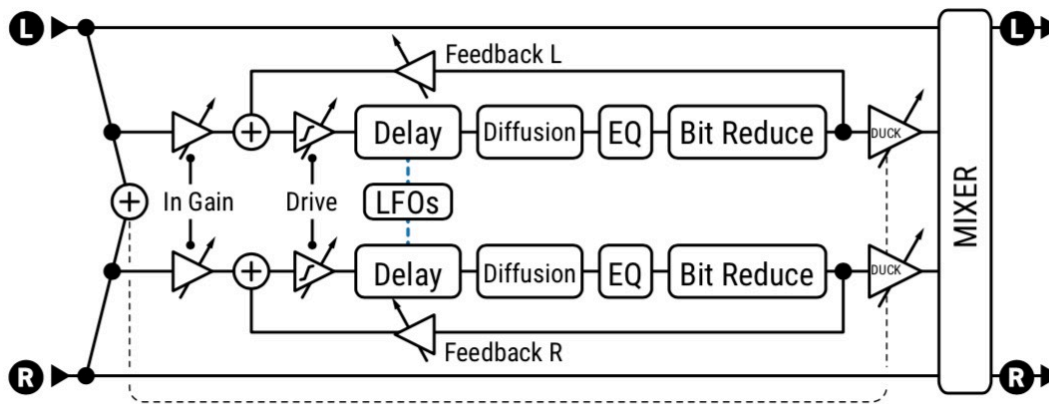 L
L
Feedback L
Delay
Diffusion
EQ
Bit Reduce
DUCK
+
+
In Gain
Drive
LFOs
MIXER
Delay
Diffusion
EQ
Bit Reduce
DUCK
+
Feedback R
R
R